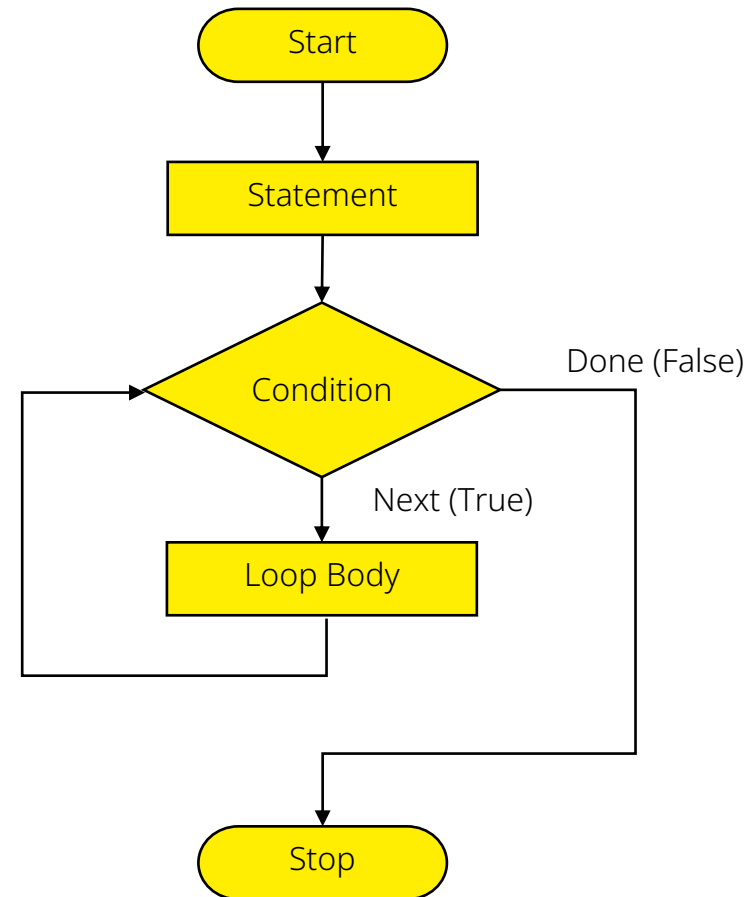 Start
Statement
Done (False)
Condition
Next (True)
Loop Body
Stop